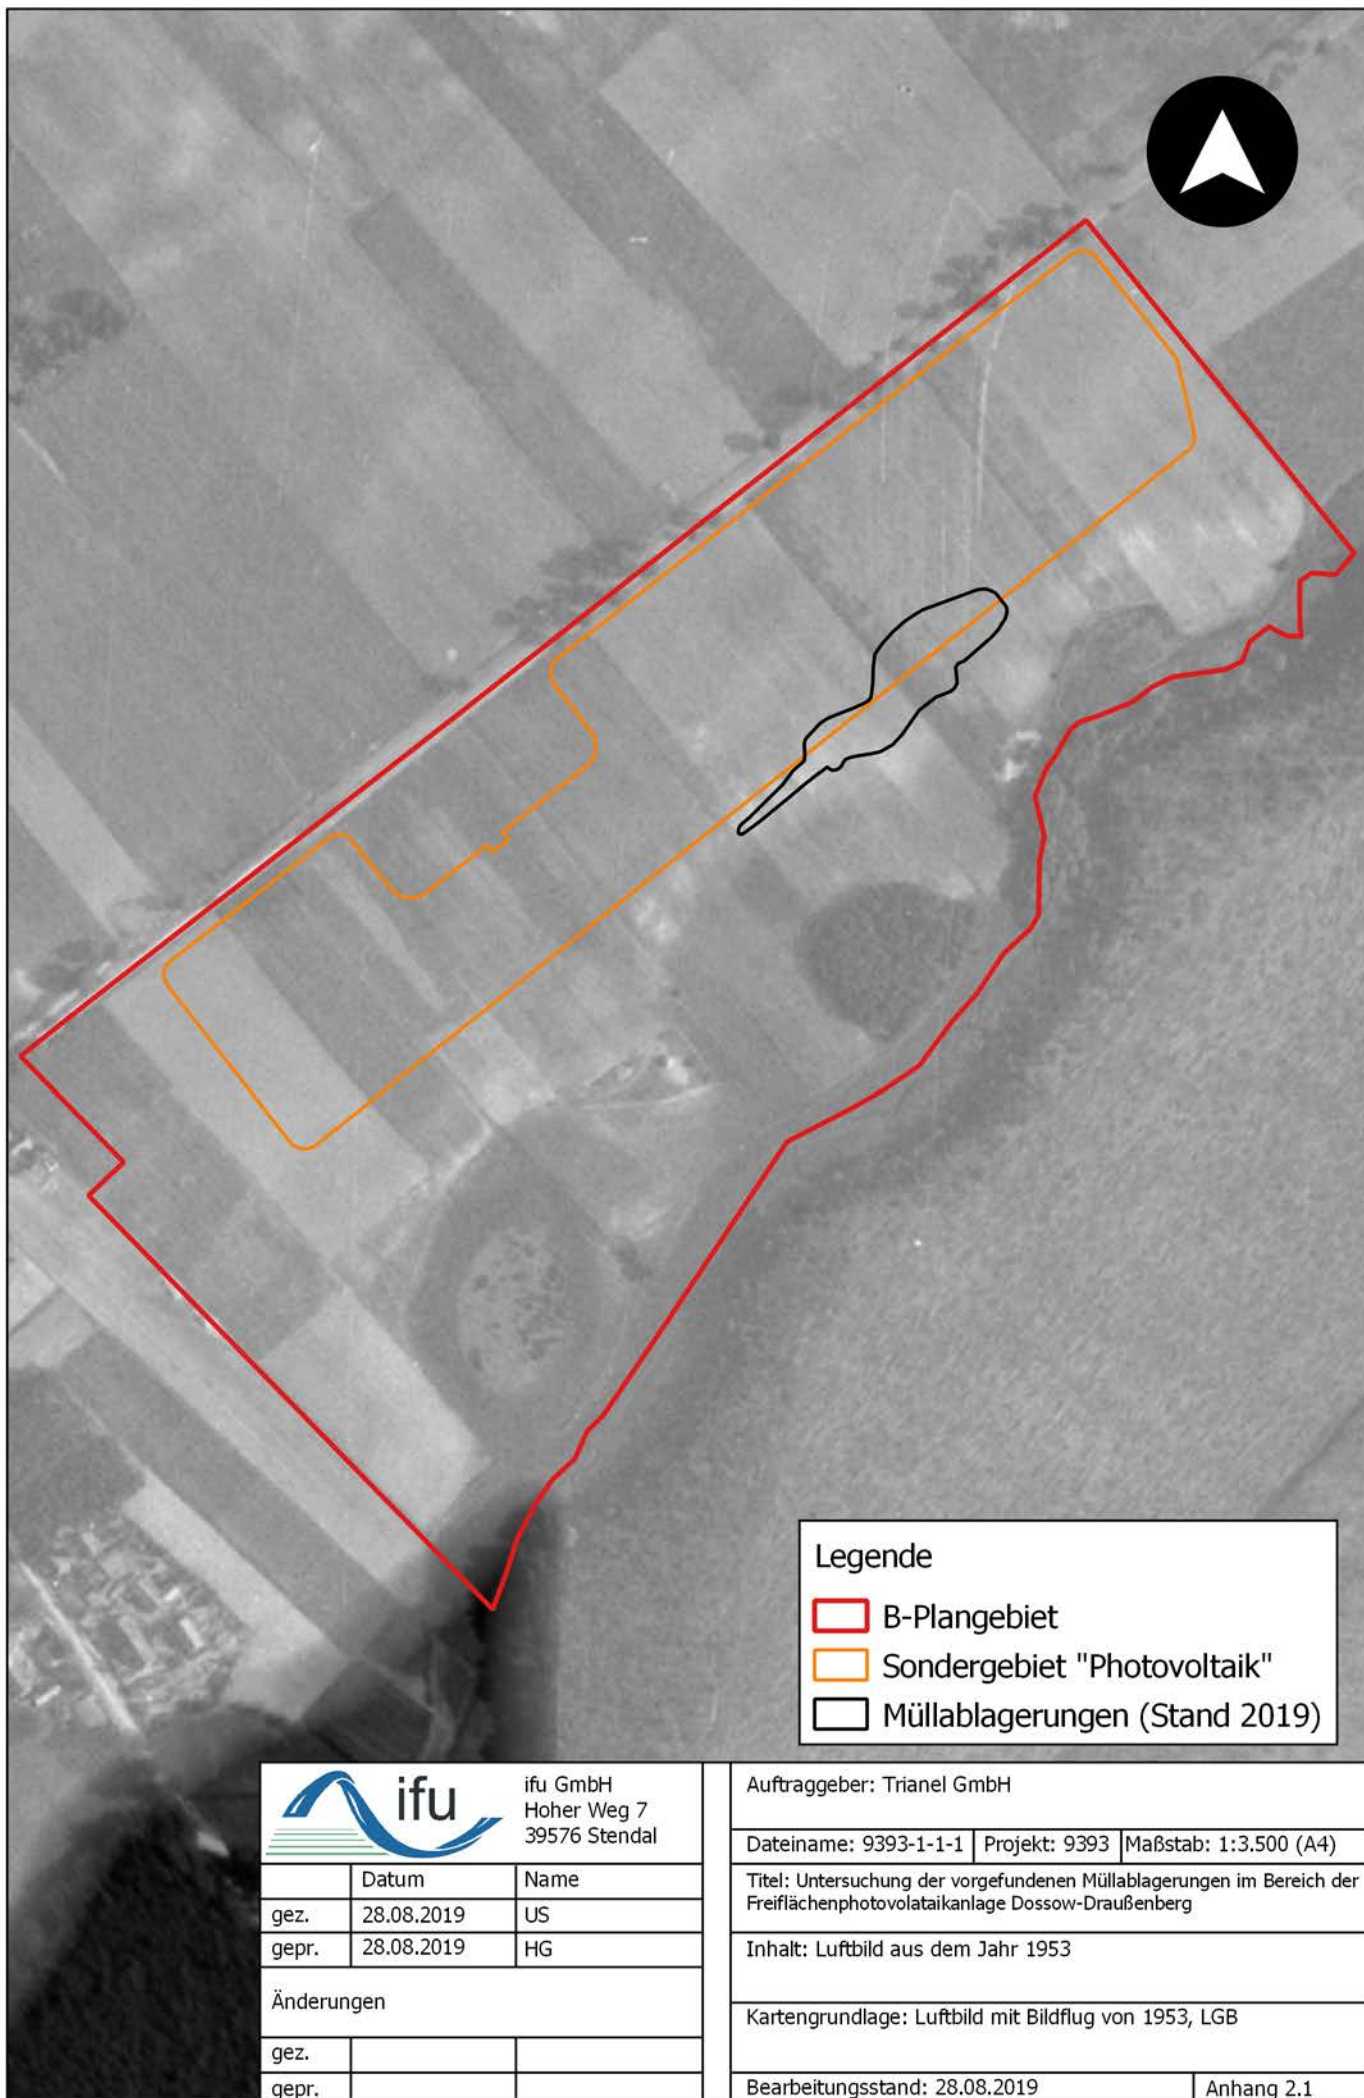 Legende
B-Plangebiet
Sondergebiet "Photovoltaik"
Müllablagerungen (Stand 2019)
ifu
ifu GmbH
Hoher Weg 7
39576 Stendal
Datum Name
gez. 28.08.2019 US
gepr. 28.08.2019 HG
Änderungen
gez.
gepr.
Auftraggeber: Trianel GmbH
Dateiname: 9393-1-1-1 Projekt: 9393 Maßstab: 1:3.500 (A4)
Titel: Untersuchung der vorgefundenen Müllablagerungen im Bereich der
Freiflächenphotovolataikanlage Dossow-Draußenberg
Inhalt: Luftbild aus dem Jahr 1953
Kartengrundlage: Luftbild mit Bildflug von 1953, LGB
Bearbeitungsstand: 28.08.2019 Anhang 2.1